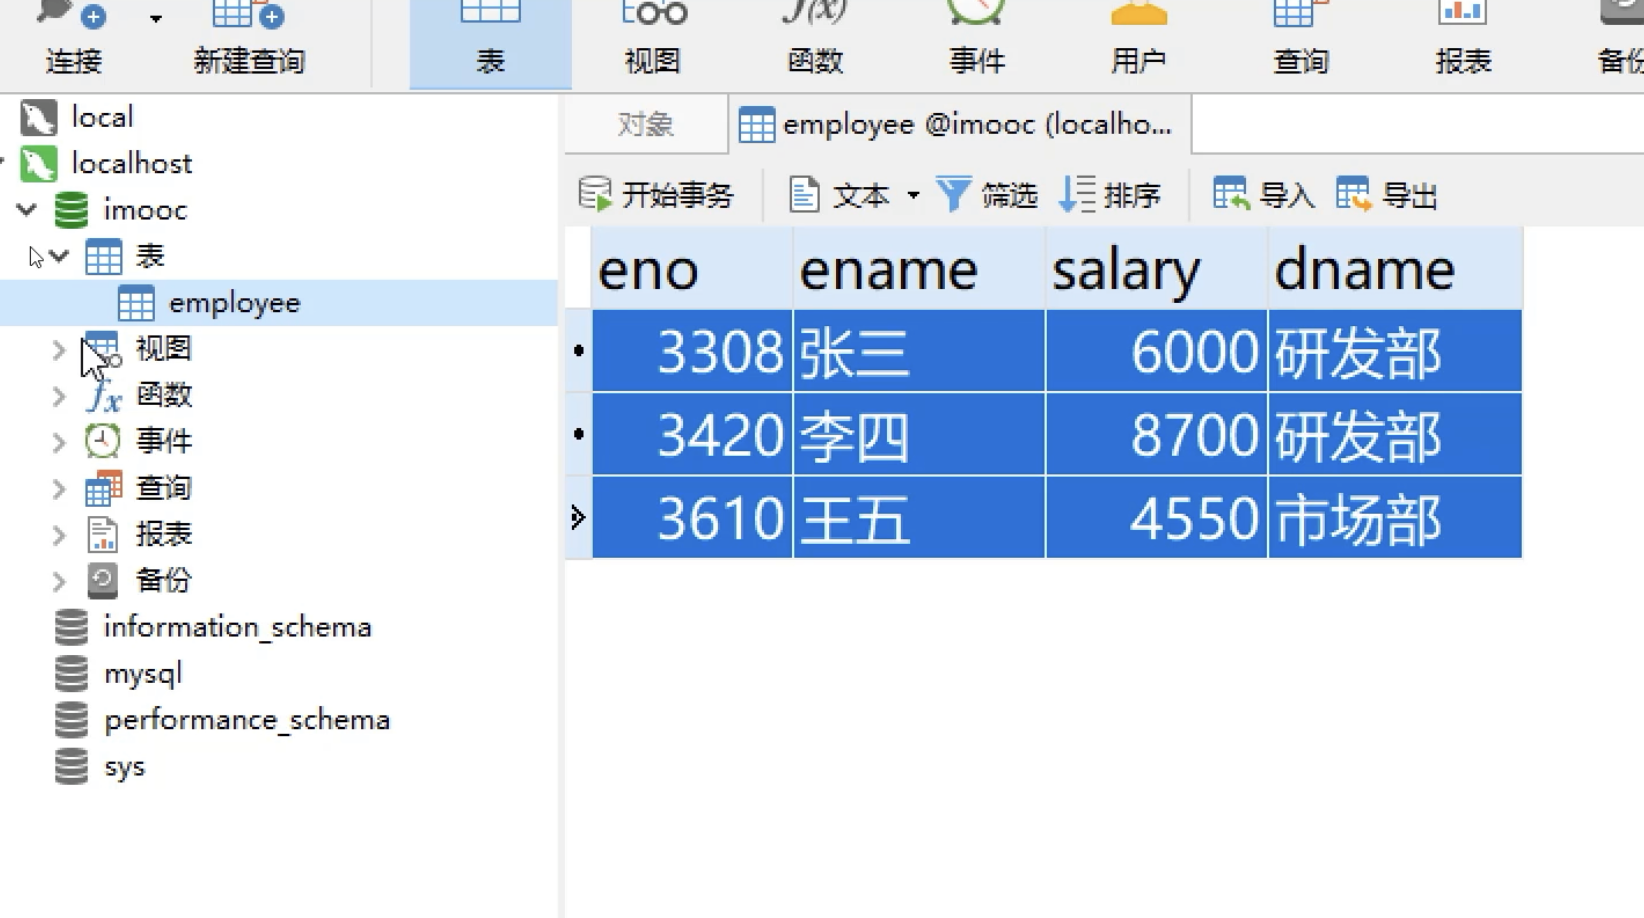 连接 新建查询 表 视图 函数 事件 用户 查询 报表
local
localhost
imooc
表
employee
视图
函数
事件
查询
报表
备份
information_schema
mysql
performance_schema
sys
对象 employee @imooc (localho...
开始事务 文本 筛选 排序 导入 导出
eno ename salary dname
3308 张三 6000 研发部
3420 李四 8700 研发部
3610 王五 4550 市场部